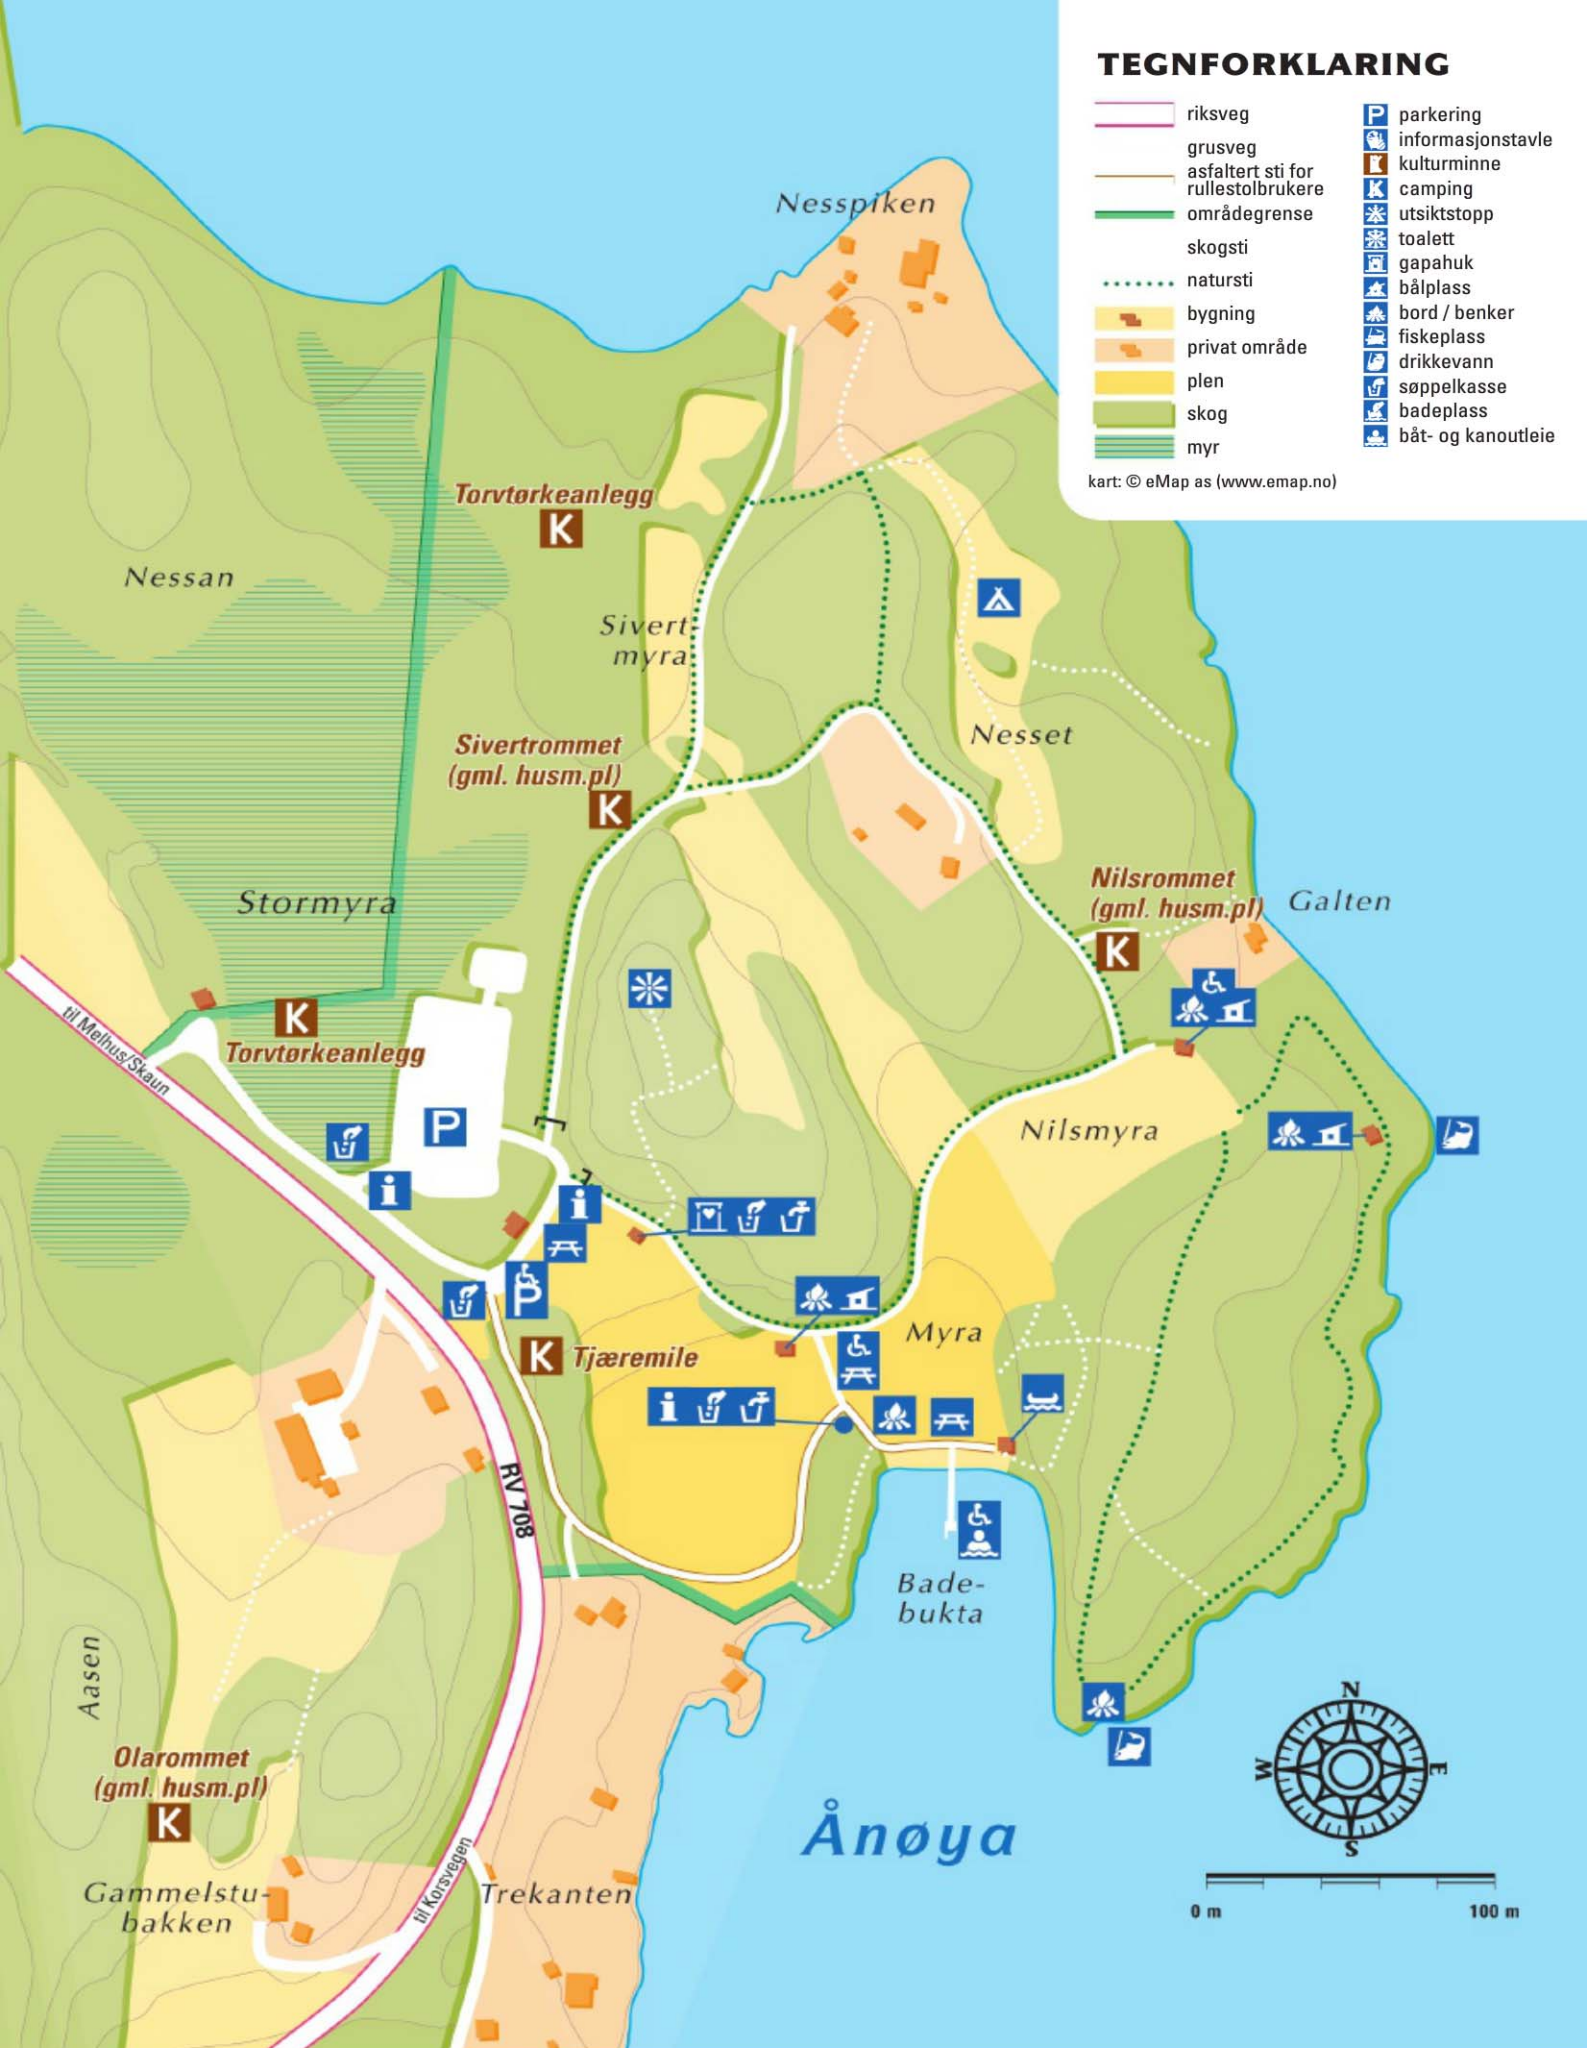 TEGNFORKLARING
riksveg
grusveg
asfaltert sti for
rullestolbrukere
områdegrense
skogsti
natursti
bygning
privat område
plen
skog
myr
P parkering
informasjonstavle
kulturminne
camping
utsiktstopp
toalett
gapahuk
bålplass
bord / benker
fiskeplass
drikkevann
søppelkasse
badeplass
båt- og kanoutleie
kart: © eMap as (www.emap.no)
Nesspiken
Torvtørkeanlegg
K
Nessan
Sivert-
myra
Sivertrommet
(gml. husm.pl)
K
Nesset
Nilsrommet
(gml. husm.pl)
K
Galten
Stormyra
K
Torvtørkeanlegg
til Melhus/Skaun
P
Nilsmyra
i
i
P
K Tjæremile
Myra
i
RV 708
Bade-
bukta
Aasen
Olarommet
(gml. husm.pl)
K
Ånøya
Gammelstu-
bakken
til Korsvegen
Trekanten
N
W
E
S
0 m
100 m